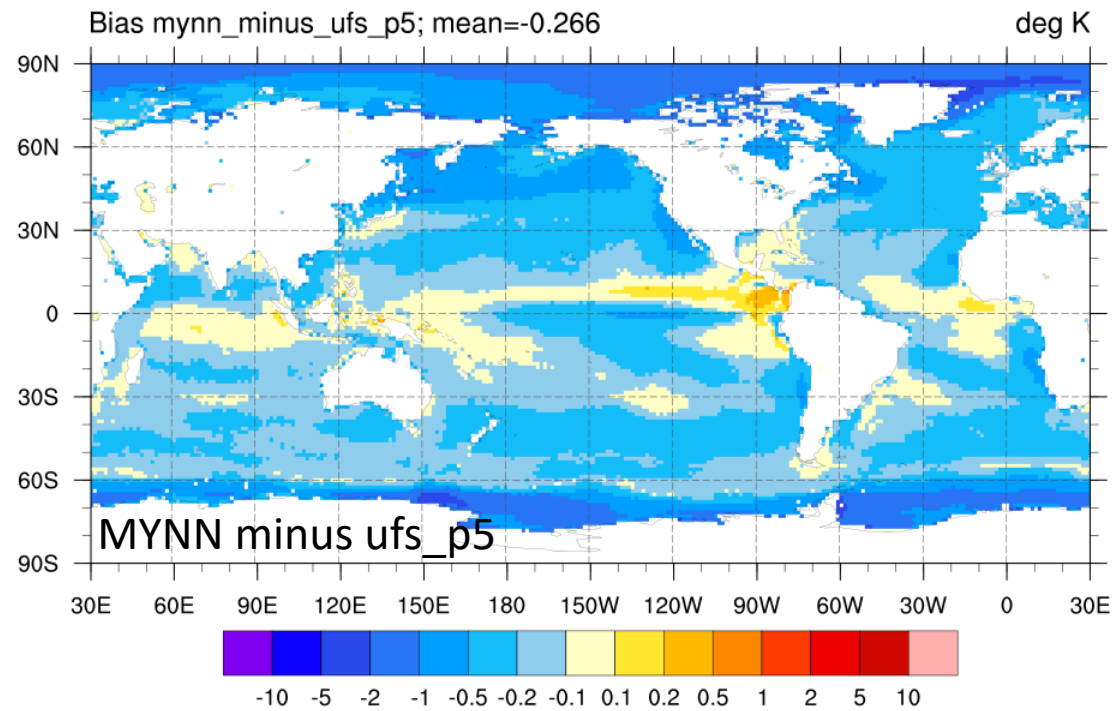 Bias mynn_minus_ufs_p5; mean=-0.266 deg K
90N
60N
30N
0
30S
60S
MYNN minus ufs_p5
90S
30E 60E 90E 120E 150E 180 150W 120W 90W 60W 30W 0 30E
-10 -5 -2 -1 -0.5 -0.2 -0.1 0.1 0.2 0.5 1 2 5 10